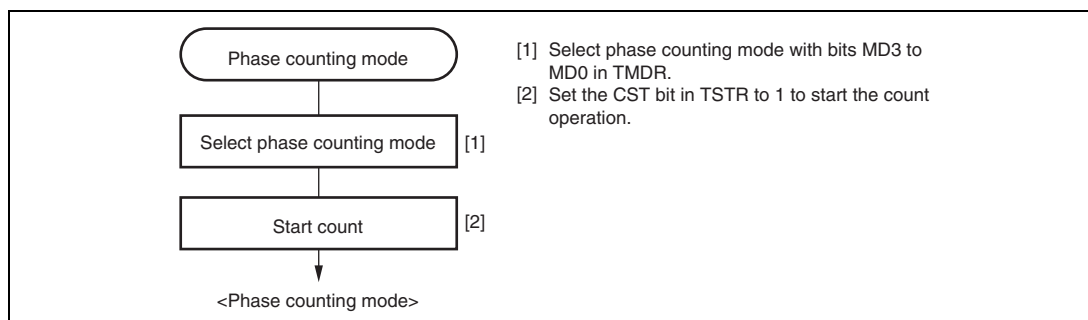 Phase counting mode
Select phase counting mode [1]
Start count [2]
<Phase counting mode>
[1] Select phase counting mode with bits MD3 to
MD0 in TMDR.
[2] Set the CST bit in TSTR to 1 to start the count
operation.